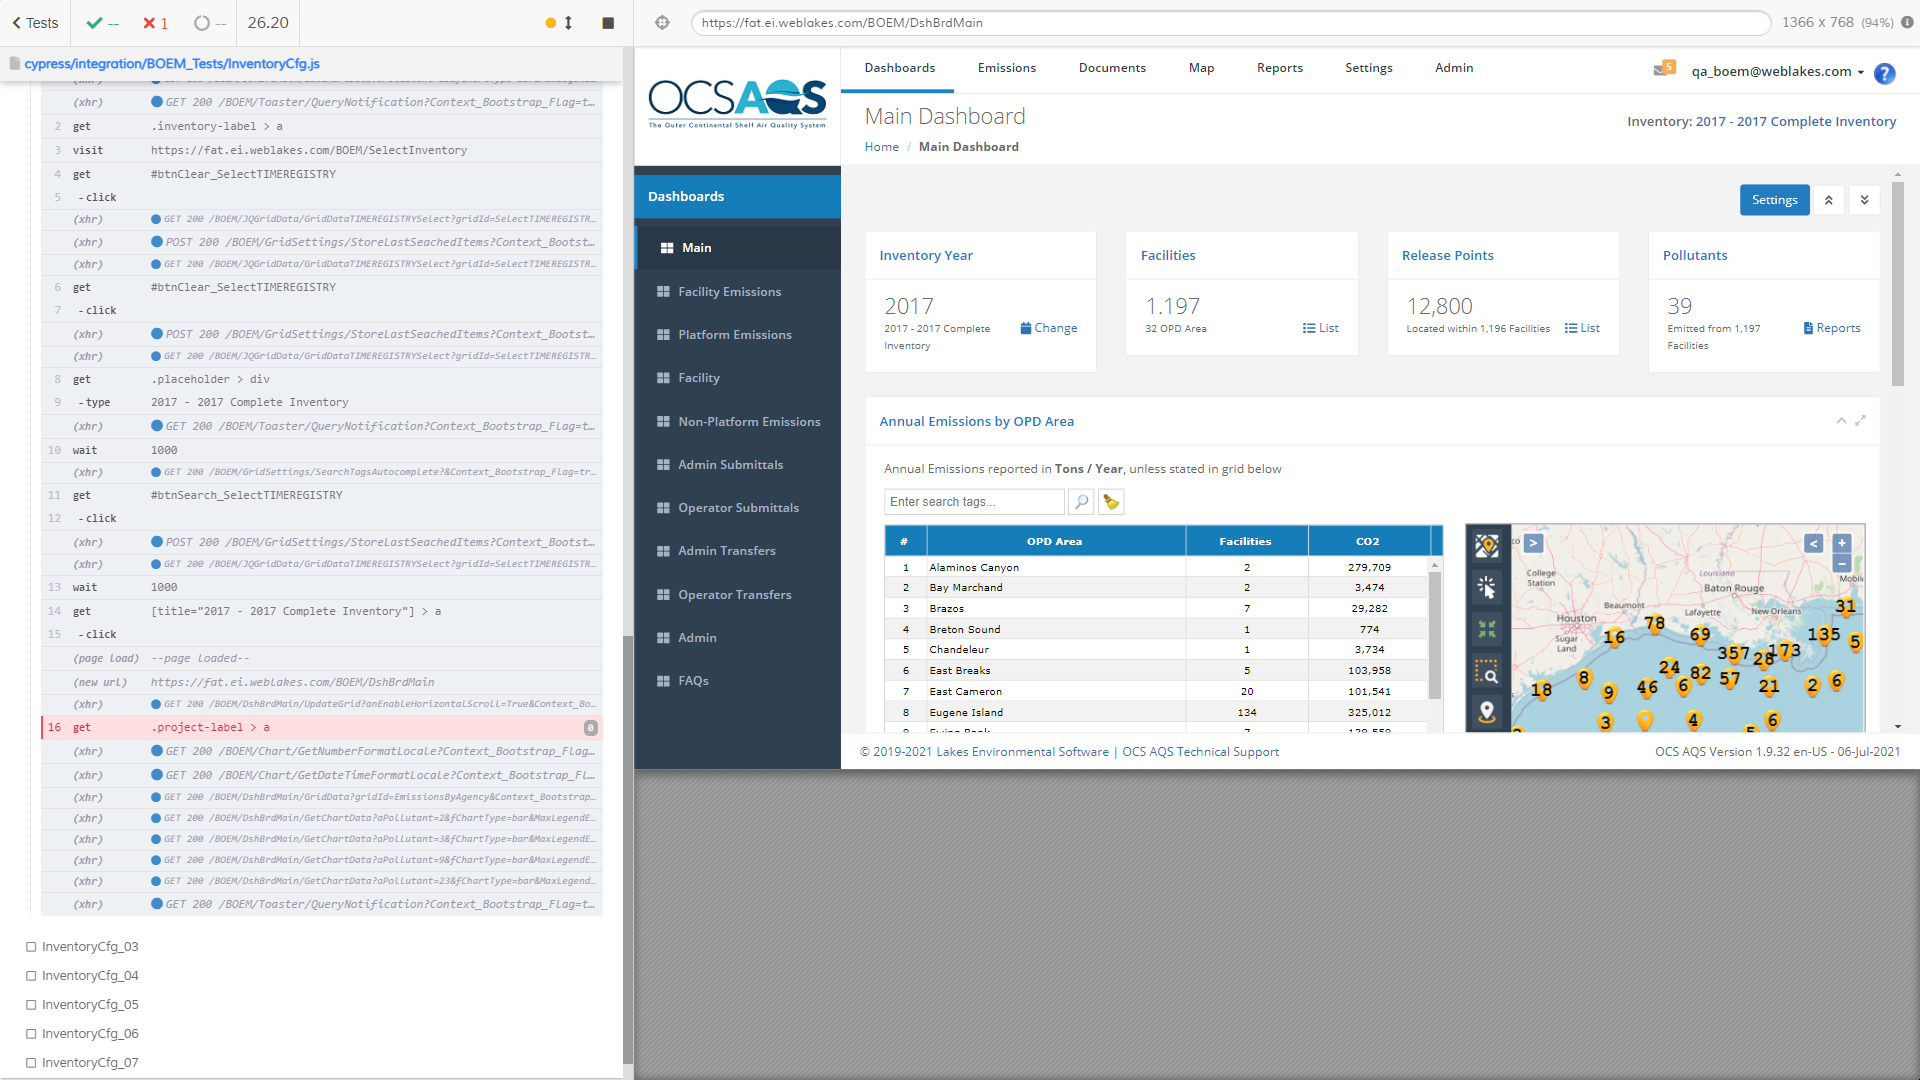 Tests
--
1
--
26.20
cypress/integration/BOEM_Tests/InventoryCfg.js
(xhr) GET 200 /BOEM/Toaster/QueryNotification?Context_Bootstrap_Flag=t...
2 get .inventory-label > a
3 visit https://fat.ei.weblakes.com/BOEM/SelectInventory
4 get #btnClear_SelectTIMEREGISTRY
5 - click
(xhr) GET 200 /BOEM/JQGridData/GridDataTIMEREGISTRYSelect?gridId=SelectTIMEREGISTR...
(xhr) POST 200 /BOEM/GridSettings/StoreLastSeachedItems?Context_Bootst...
(xhr) GET 200 /BOEM/JQGridData/GridDataTIMEREGISTRYSelect?gridId=SelectTIMEREGISTR...
6 get #btnClear_SelectTIMEREGISTRY
7 - click
(xhr) POST 200 /BOEM/GridSettings/StoreLastSeachedItems?Context_Bootst...
(xhr) GET 200 /BOEM/JQGridData/GridDataTIMEREGISTRYSelect?gridId=SelectTIMEREGISTR...
8 get .placeholder > div
9 - type 2017 - 2017 Complete Inventory
(xhr) GET 200 /BOEM/Toaster/QueryNotification?Context_Bootstrap_Flag=t...
10 wait 1000
(xhr) GET 200 /BOEM/GridSettings/SearchTagsAutocomplete?&Context_Bootstrap_Flag=tr...
11 get #btnSearch_SelectTIMEREGISTRY
12 - click
(xhr) POST 200 /BOEM/GridSettings/StoreLastSeachedItems?Context_Bootst...
(xhr) GET 200 /BOEM/JQGridData/GridDataTIMEREGISTRYSelect?gridId=SelectTIMEREGISTR...
13 wait 1000
14 get [title="2017 - 2017 Complete Inventory"] > a
15 - click
(page load) --page loaded--
(new url) https://fat.ei.weblakes.com/BOEM/DshBrdMain
(xhr) GET 200 /BOEM/DshBrdMain/UpdateGrid?anEnableHorizontalScroll=True&Context_Bo...
16 get .project-label > a 0
(xhr) GET 200 /BOEM/Chart/GetNumberFormatLocale?Context_Bootstrap_Flag...
(xhr) GET 200 /BOEM/Chart/GetDateTimeFormatLocale?Context_Bootstrap_Fl...
(xhr) GET 200 /BOEM/DshBrdMain/GridData?gridId=EmissionsByAgency&Context_Bootstrap...
(xhr) GET 200 /BOEM/DshBrdMain/GetChartData?aPollutant=2&fChartType=bar&MaxLegendE...
(xhr) GET 200 /BOEM/DshBrdMain/GetChartData?aPollutant=3&fChartType=bar&MaxLegendE...
(xhr) GET 200 /BOEM/DshBrdMain/GetChartData?aPollutant=9&fChartType=bar&MaxLegendE...
(xhr) GET 200 /BOEM/DshBrdMain/GetChartData?aPollutant=23&fChartType=bar&MaxLegend...
(xhr) GET 200 /BOEM/Toaster/QueryNotification?Context_Bootstrap_Flag=t...
InventoryCfg_03
InventoryCfg_04
InventoryCfg_05
InventoryCfg_06
InventoryCfg_07
https://fat.ei.weblakes.com/BOEM/DshBrdMain
1366 x 768 (94%)
OCSAQS
The Outer Continental Shelf Air Quality System
Dashboards Emissions Documents Map Reports Settings Admin
5 qa_boem@weblakes.com ?
Main Dashboard
Inventory: 2017 - 2017 Complete Inventory
Home / Main Dashboard
Dashboards
Main
Facility Emissions
Platform Emissions
Facility
Non-Platform Emissions
Admin Submittals
Operator Submittals
Admin Transfers
Operator Transfers
Admin
FAQs
Settings
Inventory Year
2017
2017 - 2017 Complete Inventory
Change
Facilities
1.197
32 OPD Area
List
Release Points
12,800
Located within 1,196 Facilities
List
Pollutants
39
Emitted from 1,197 Facilities
Reports
Annual Emissions by OPD Area
Annual Emissions reported in Tons / Year, unless stated in grid below
Enter search tags...
# OPD Area Facilities CO2
1 Alaminos Canyon 2 279,709
2 Bay Marchand 2 3,474
3 Brazos 7 29,282
4 Breton Sound 1 774
5 Chandeleur 1 3,734
6 East Breaks 5 103,958
7 East Cameron 20 101,541
8 Eugene Island 134 325,012
> < +
−
College Station
Louisiana
Baton Rouge
Mobil
Beaumont
Lafayette
New Orleans
Houston
Sugar Land
31
78
16
69
135
5
357
28
173
24
82
57
8
18
9
46
6
21
2
6
3
4
6
© 2019-2021 Lakes Environmental Software | OCS AQS Technical Support
OCS AQS Version 1.9.32 en-US - 06-Jul-2021